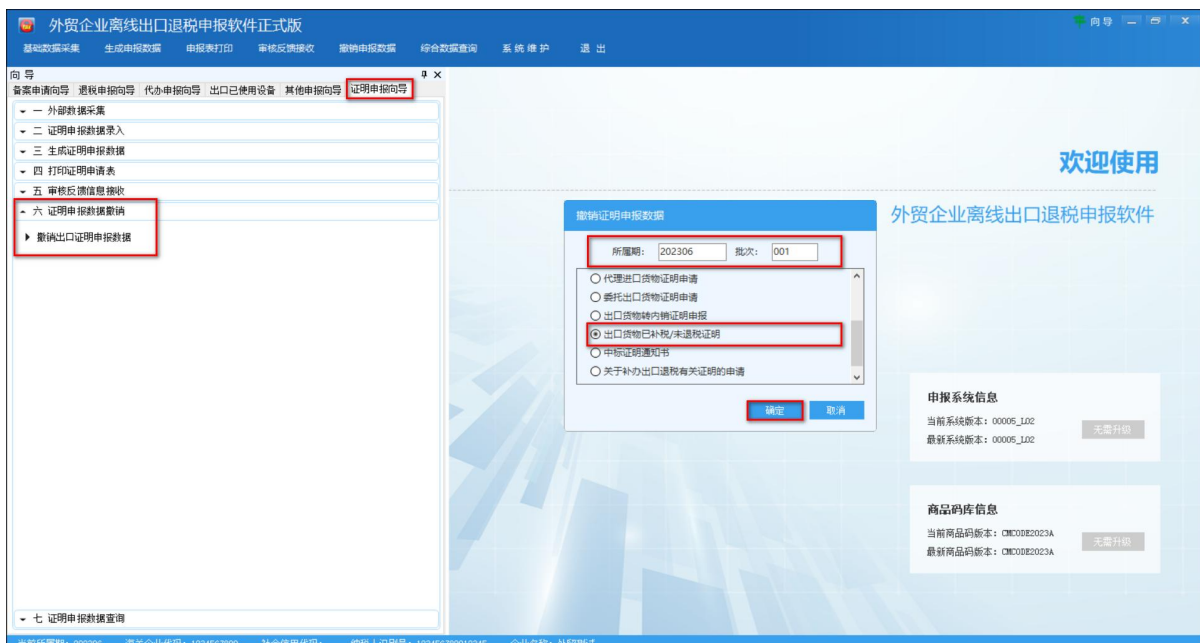 外贸企业离线出口退税申报软件正式版
向导
基础数据采集 生成申报数据 申报表打印 审核反馈接收 撤销申报数据 综合数据查询 系统维护 退出
向导
备案申请向导 退税申报向导 代办申报向导 出口已使用设备 其他申报向导 证明申报向导
一 外部数据采集
二 证明申报数据录入
三 生成证明申报数据
四 打印证明申请表
五 审核反馈信息接收
六 证明申报数据撤销
撤销出口证明申报数据
七 证明申报数据查询
欢迎使用
外贸企业离线出口退税申报软件
撤销证明申报数据
所属期: 202306 批次: 001
代理进口货物证明申请
委托出口货物证明申请
出口货物转内销证明申报
出口货物已补税/未退税证明
中标证明通知书
关于补办出口退税有关证明的申请
确定 取消
申报系统信息
当前系统版本: 00005_L02
最新系统版本: 00005_L02
无需升级
商品码库信息
当前商品码版本: CMCODE2023A
最新商品码版本: CMCODE2023A
无需升级